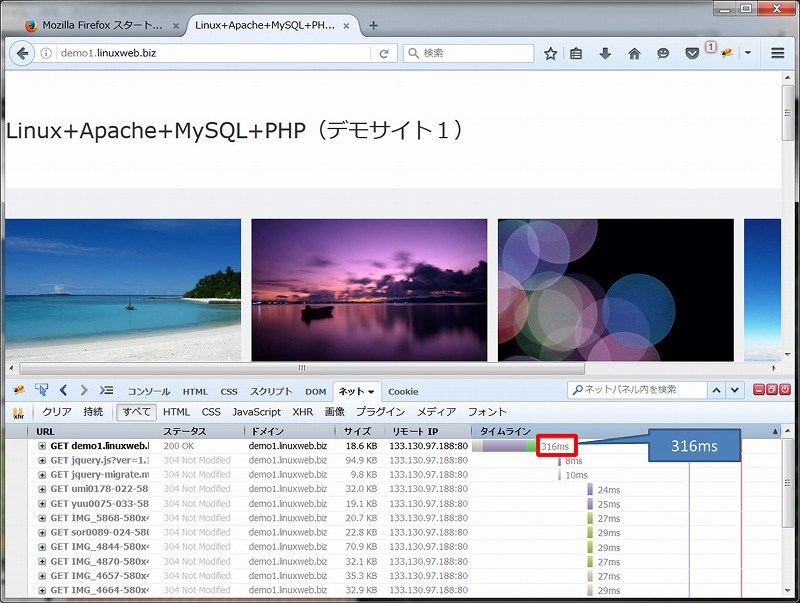 Mozilla Firefox スタート...
Linux+Apache+MySQL+PH...
demo1.linuxweb.biz
検索
1
Linux+Apache+MySQL+PHP（デモサイト１）
コンソール HTML CSS スクリプト DOM ネット Cookie
ネットパネル内を検索
xhr
クリア 持続 すべて HTML CSS JavaScript XHR 画像 プラグイン メディア フォント
URL ステータス ドメイン サイズ リモート IP タイムライン
GET demo1.linuxweb.l 200 OK demo1.linuxweb.biz 18.6 KB 133.130.97.188:80 316ms
316ms
GET jquery.js?ver=1.1 304 Not Modified demo1.linuxweb.biz 94.9 KB 133.130.97.188:80 8ms
GET jquery-migrate.m 304 Not Modified demo1.linuxweb.biz 9.8 KB 133.130.97.188:80 10ms
GET umi0178-022-58 304 Not Modified demo1.linuxweb.biz 32.0 KB 133.130.97.188:80 24ms
GET yuu0075-033-58 304 Not Modified demo1.linuxweb.biz 19.1 KB 133.130.97.188:80 25ms
GET IMG_5868-580x4 304 Not Modified demo1.linuxweb.biz 20.7 KB 133.130.97.188:80 27ms
GET sor0089-024-580 304 Not Modified demo1.linuxweb.biz 22.8 KB 133.130.97.188:80 29ms
GET IMG_4844-580x4 304 Not Modified demo1.linuxweb.biz 70.9 KB 133.130.97.188:80 29ms
GET IMG_4870-580x4 304 Not Modified demo1.linuxweb.biz 32.1 KB 133.130.97.188:80 27ms
GET IMG_4657-580x4 304 Not Modified demo1.linuxweb.biz 35.3 KB 133.130.97.188:80 27ms
GET IMG_4664-580x4 304 Not Modified demo1.linuxweb.biz 32.9 KB 133.130.97.188:80 29ms